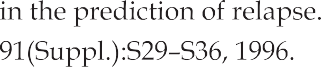 in the prediction of relapse.
91(Suppl.):S29–S36, 1996.